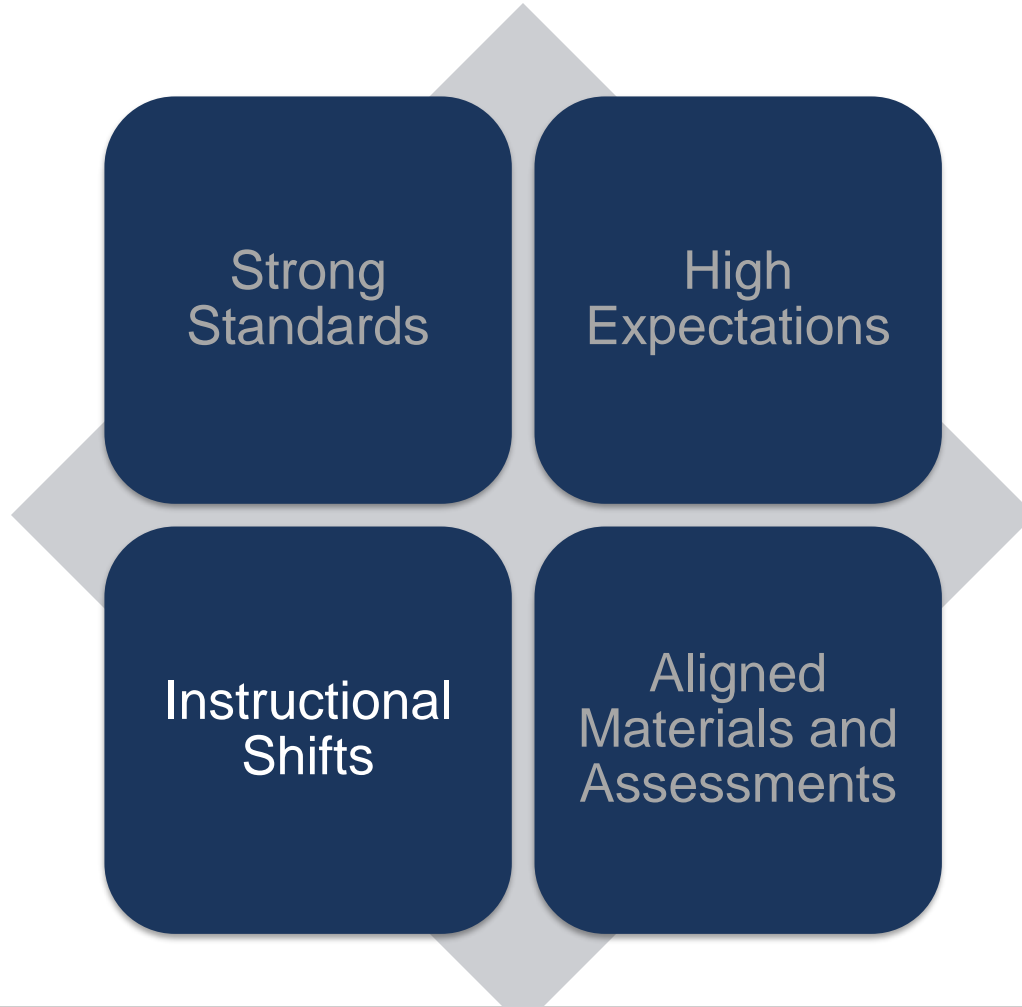 Strong
Standards
High
Expectations
Instructional
Shifts
Aligned
Materials and
Assessments